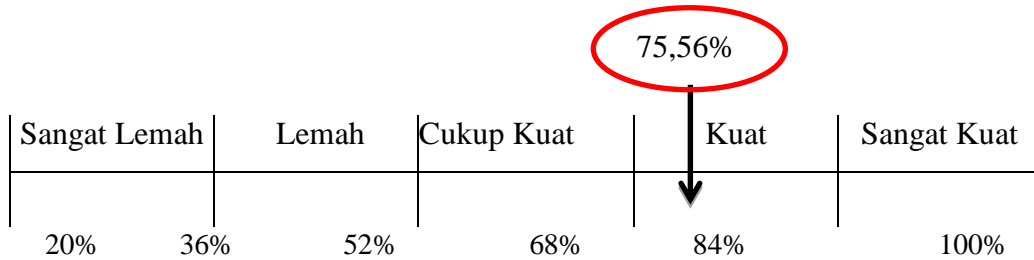 75,56%
Sangat Lemah Lemah Cukup Kuat Kuat Sangat Kuat
20% 36% 52% 68% 84% 100%